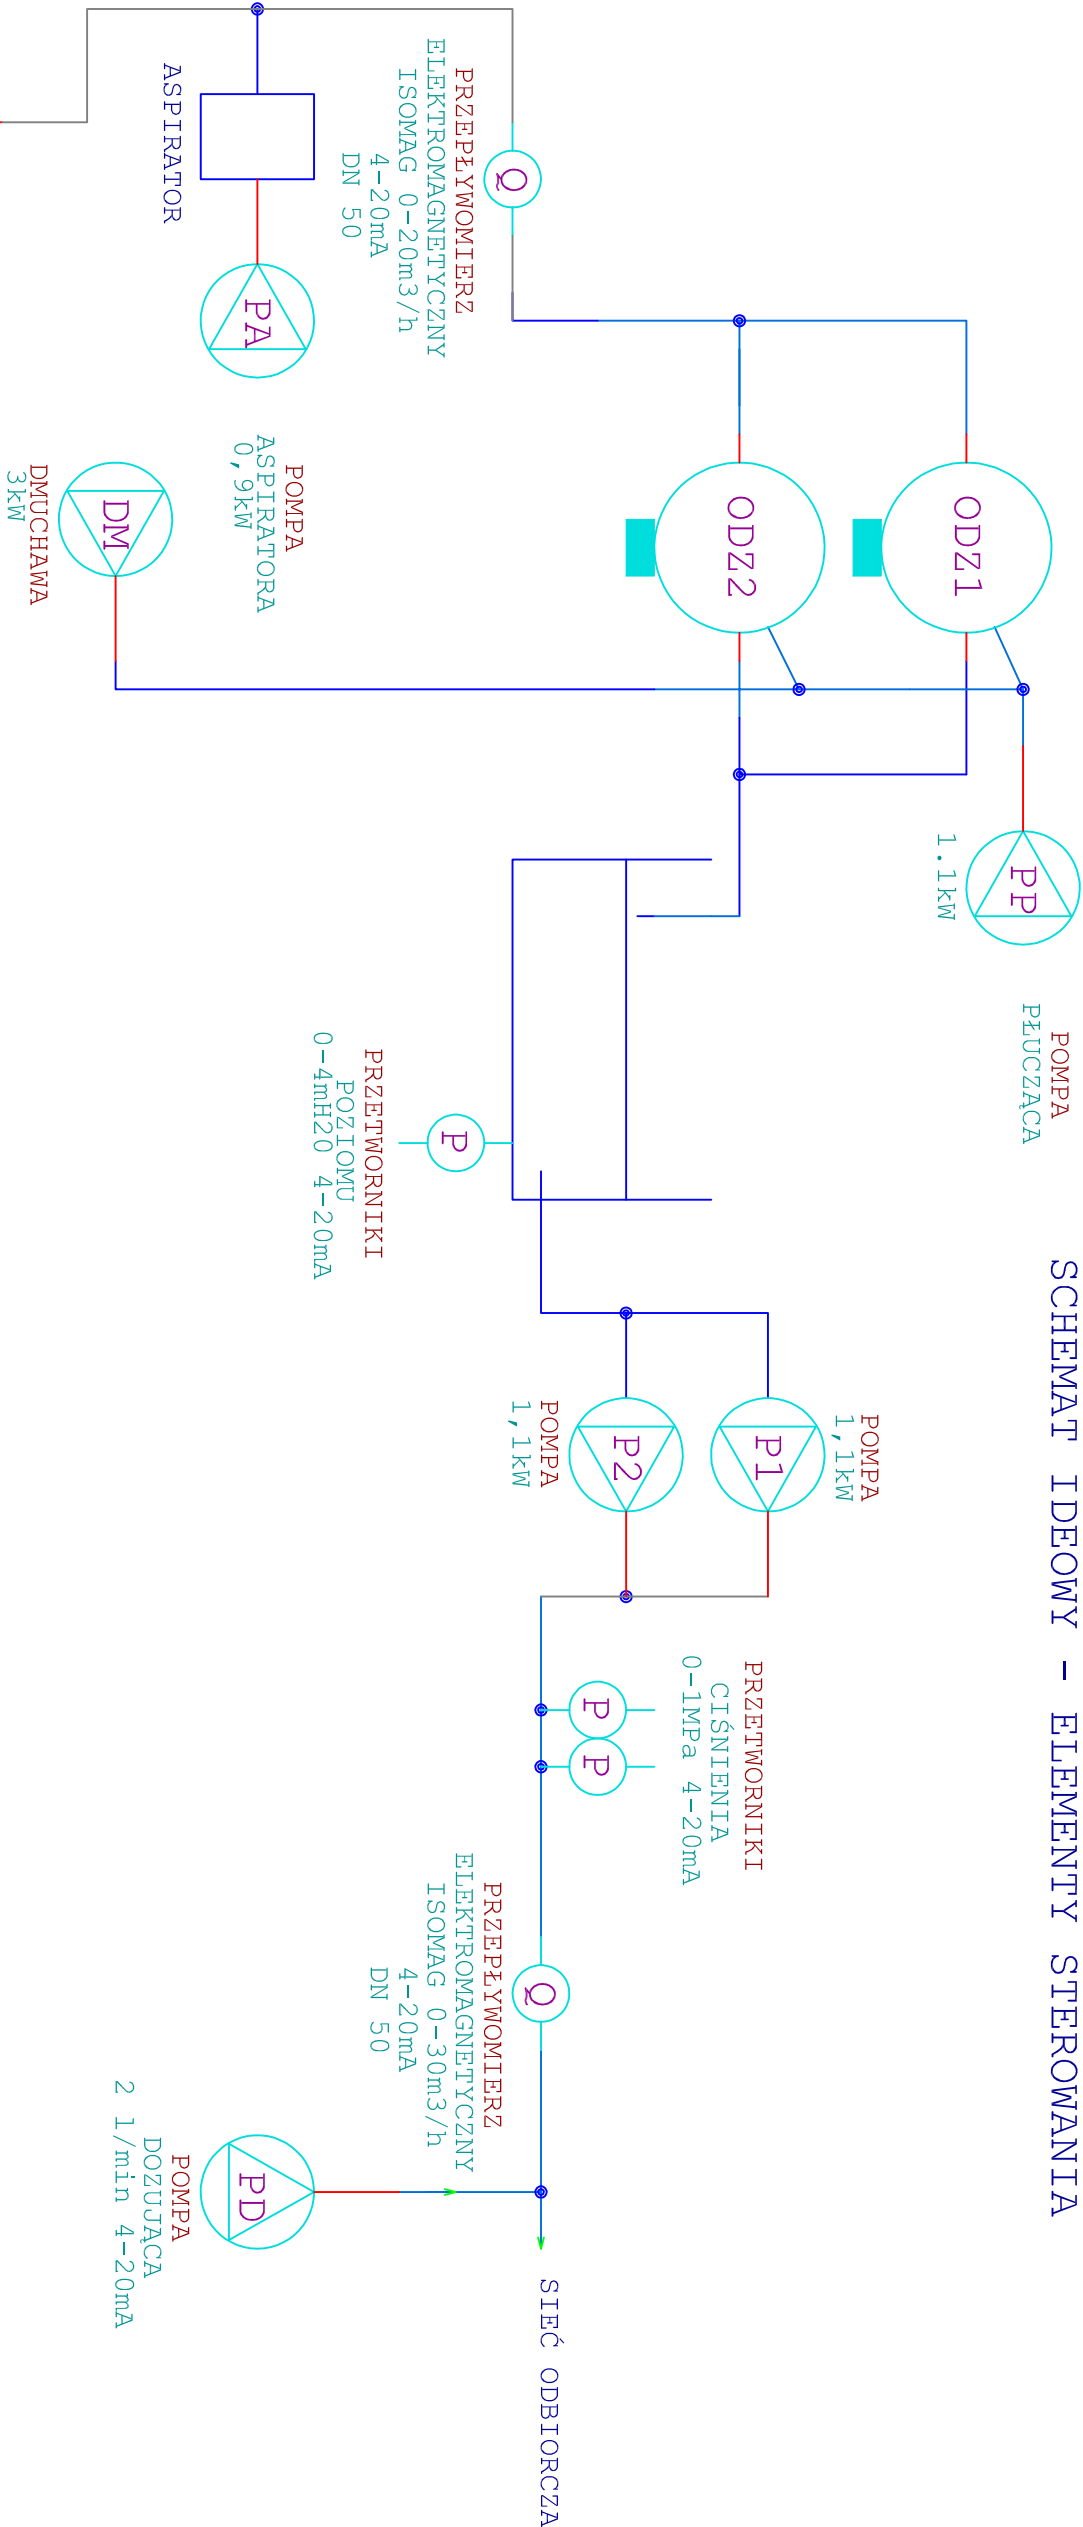 SCHEMAT IDEOWY - ELEMENTY STEROWANIA
ASPIRATOR
PA
POMPA
ASPIRATORA
0,9kW
DM
DMUCHAWA
3kW
PRZEPŁYWOMIERZ
ELEKTROMAGNETYCZNY
ISOMAG 0-20m3/h
4-20mA
DN 50
Q
ODZ1
ODZ2
PP
1.1kW
POMPA
PŁUCZĄCA
P
PRZETWORNIKI
POZIOMU
0-4mH20 4-20mA
POMPA
1,1kW
P1
P2
POMPA
1,1kW
PRZETWORNIKI
CIŚNIENIA
0-1MPa 4-20mA
P
P
Q
PRZEPŁYWOMIERZ
ELEKTROMAGNETYCZNY
ISOMAG 0-30m3/h
4-20mA
DN 50
PD
POMPA
DOZUJĄCA
2 l/min 4-20mA
SIEĆ ODBIORCZA